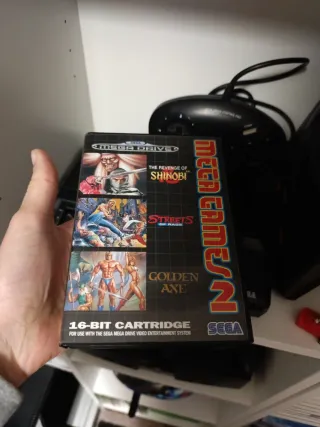 SEGA
MEGA DRIVE
THE REVENGE OF
SHINOBI
STREETS
OF RAGE
GOLDEN
AXE
MEGA GAMES 2
16-BIT CARTRIDGE
FOR USE WITH THE SEGA MEGA DRIVE VIDEO ENTERTAINMENT SYSTEM
SEGA